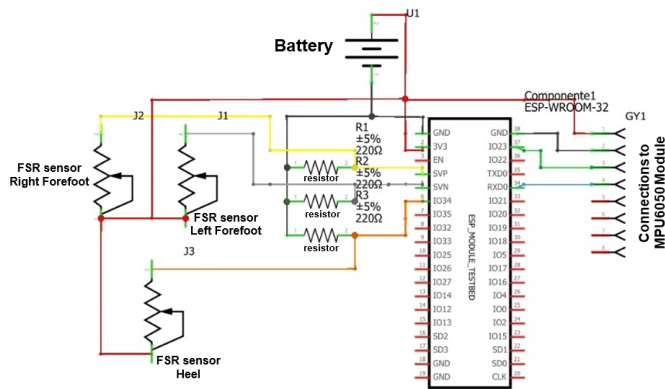 U1
Battery
Componente1
ESP-WROOM-32
GY1
J2
J1
R1
±5%
220Ω
R2
±5%
220Ω
R3
±5%
220Ω
resistor
resistor
resistor
FSR sensor
Right Forefoot
FSR sensor
Left Forefoot
J3
FSR sensor
Heel
GND
3V3
EN
SVP
SVN
IO34
IO35
IO32
IO33
IO25
IO26
IO27
IO14
IO12
IO13
SD2
SD3
GND
GND
ESP_MODULE_TESTBED
GND
IO23
IO22
TXD0
RXD0
IO21
IO20
IO19
IO18
IO5
IO17
IO16
IO4
IO0
IO2
IO15
SD1
SD0
CLK
Connections to
MPU6050 Module